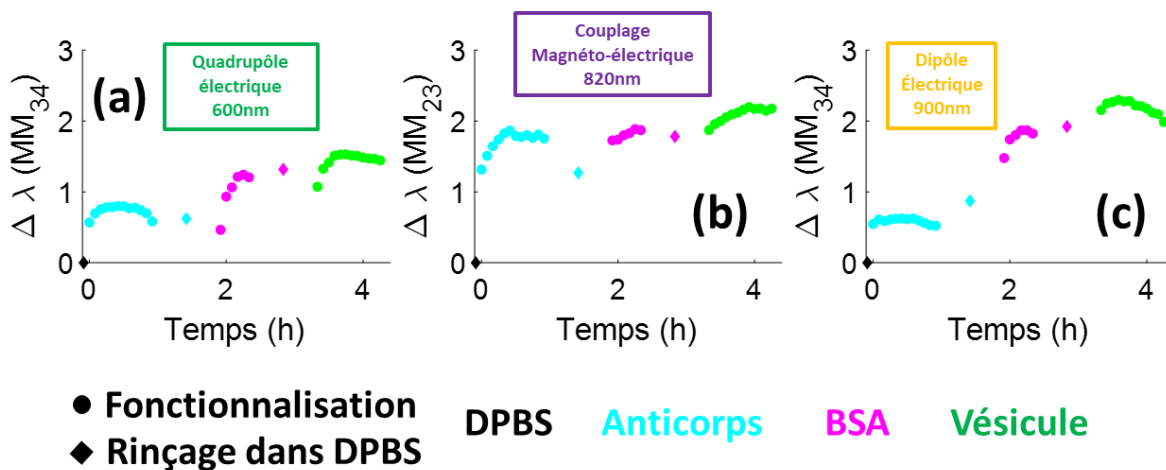 Quadrupôle
électrique
600nm
Couplage
Magnéto-électrique
820nm
Dipôle
Électrique
900nm
(a)
(b)
(c)
Δ λ (MM34)
3
2
1
0
0 2 4
Temps (h)
Δ λ (MM23)
3
2
1
0
0 2 4
Temps (h)
Δ λ (MM34)
3
2
1
0
0 2 4
Temps (h)
● Fonctionnalisation
◆ Rinçage dans DPBS
DPBS Anticorps BSA Vésicule